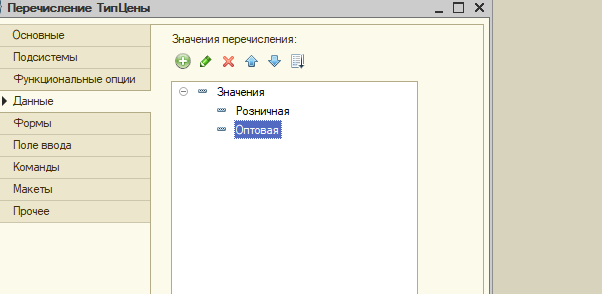 Перечисление ТипЦены
Основные
Подсистемы
Функциональные опции
Данные
Формы
Поле ввода
Команды
Макеты
Прочее
Значения перечисления:
Значения
Розничная
Оптовая